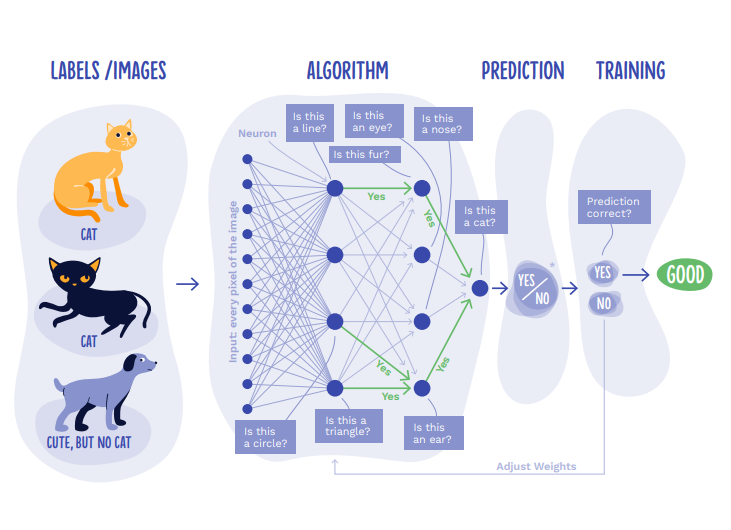 LABELS /IMAGES
ALGORITHM
PREDICTION
TRAINING
CAT
CAT
CUTE, BUT NO CAT
Neuron
Input: every pixel of the image
Is this
a line?
Is this
an eye?
Is this
a nose?
Is this fur?
Yes
Yes
Yes
Yes
Yes
Is this
a circle?
Is this a
triangle?
Is this
an ear?
Is this
a cat?
YES
NO
*
Prediction
correct?
YES
NO
GOOD
Adjust Weights